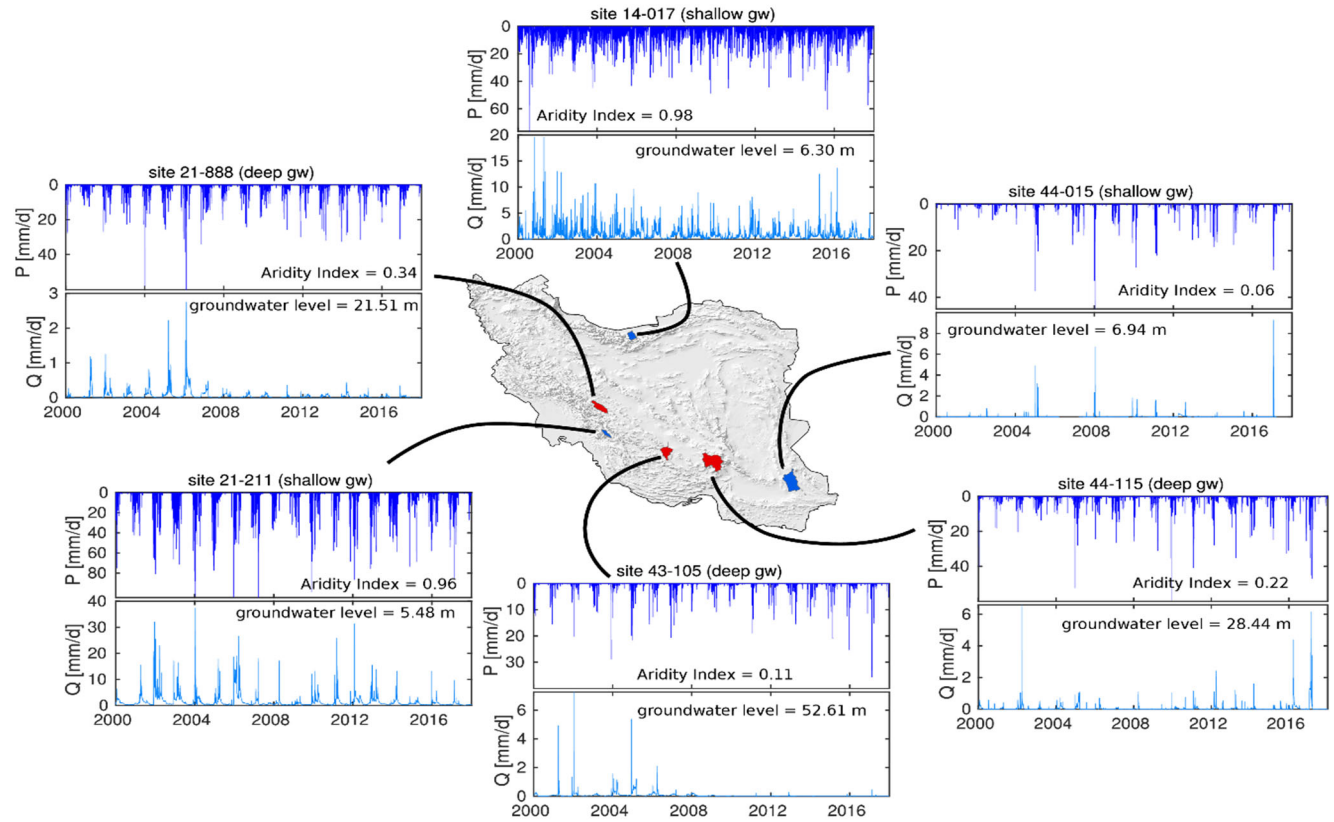 site 14-017 (shallow gw)
0
20
40
60
P [mm/d]
Aridity Index = 0.98
20
15
10
5
0
Q [mm/d]
groundwater level = 6.30 m
2000 2004 2008 2012 2016
site 21-888 (deep gw)
0
20
40
60
P [mm/d]
Aridity Index = 0.34
3
2
1
0
Q [mm/d]
groundwater level = 21.51 m
2000 2004 2008 2012 2016
site 44-015 (shallow gw)
0
20
40
P [mm/d]
Aridity Index = 0.06
8
6
4
2
0
Q [mm/d]
groundwater level = 6.94 m
2000 2004 2008 2012 2016
site 21-211 (shallow gw)
0
20
40
60
80
P [mm/d]
Aridity Index = 0.96
40
30
20
10
0
Q [mm/d]
groundwater level = 5.48 m
2000 2004 2008 2012 2016
site 43-105 (deep gw)
0
10
20
30
P [mm/d]
Aridity Index = 0.11
6
4
2
0
Q [mm/d]
groundwater level = 52.61 m
2000 2004 2008 2012 2016
site 44-115 (deep gw)
0
20
40
60
P [mm/d]
Aridity Index = 0.22
6
4
2
0
Q [mm/d]
groundwater level = 28.44 m
2000 2004 2008 2012 2016